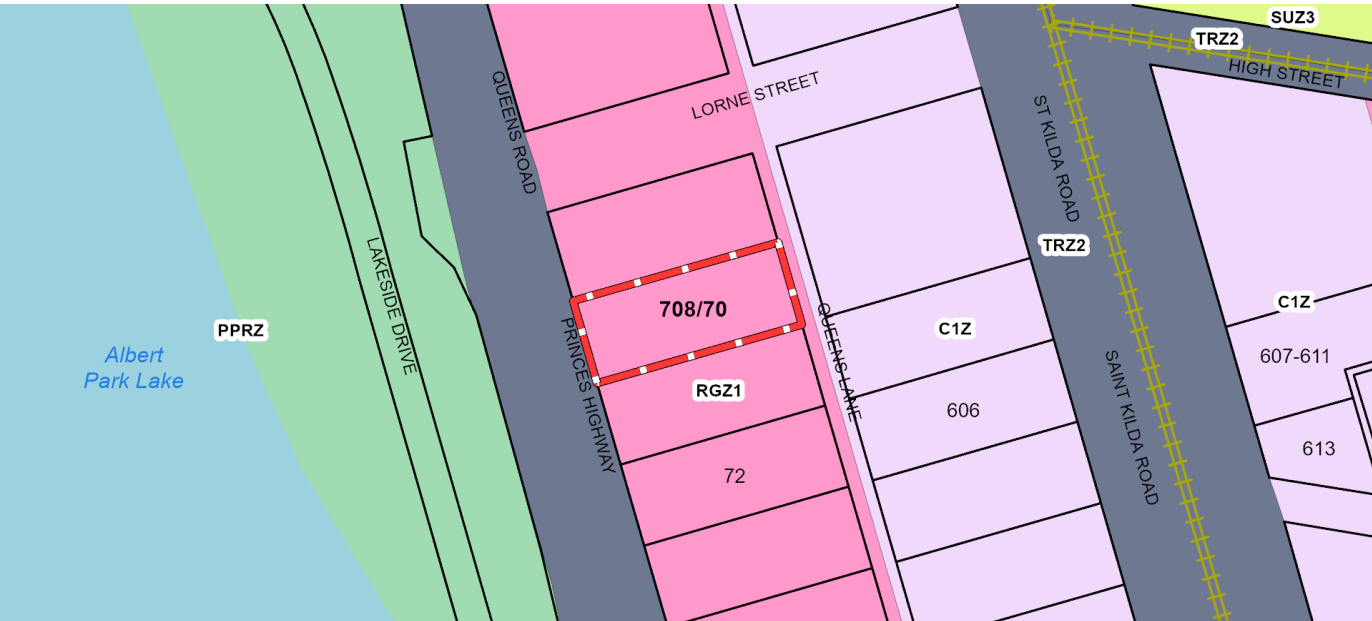 SUZ3
TRZ2
HIGH STREET
QUEENS ROAD
LORNE STREET
ST KILDA ROAD
TRZ2
LAKESIDE DRIVE
PPRZ
Albert
Park Lake
708/70
PRINCES HIGHWAY
QUEENS LANE
C1Z
C1Z
607-611
RGZ1
606
SAINT KILDA ROAD
613
72